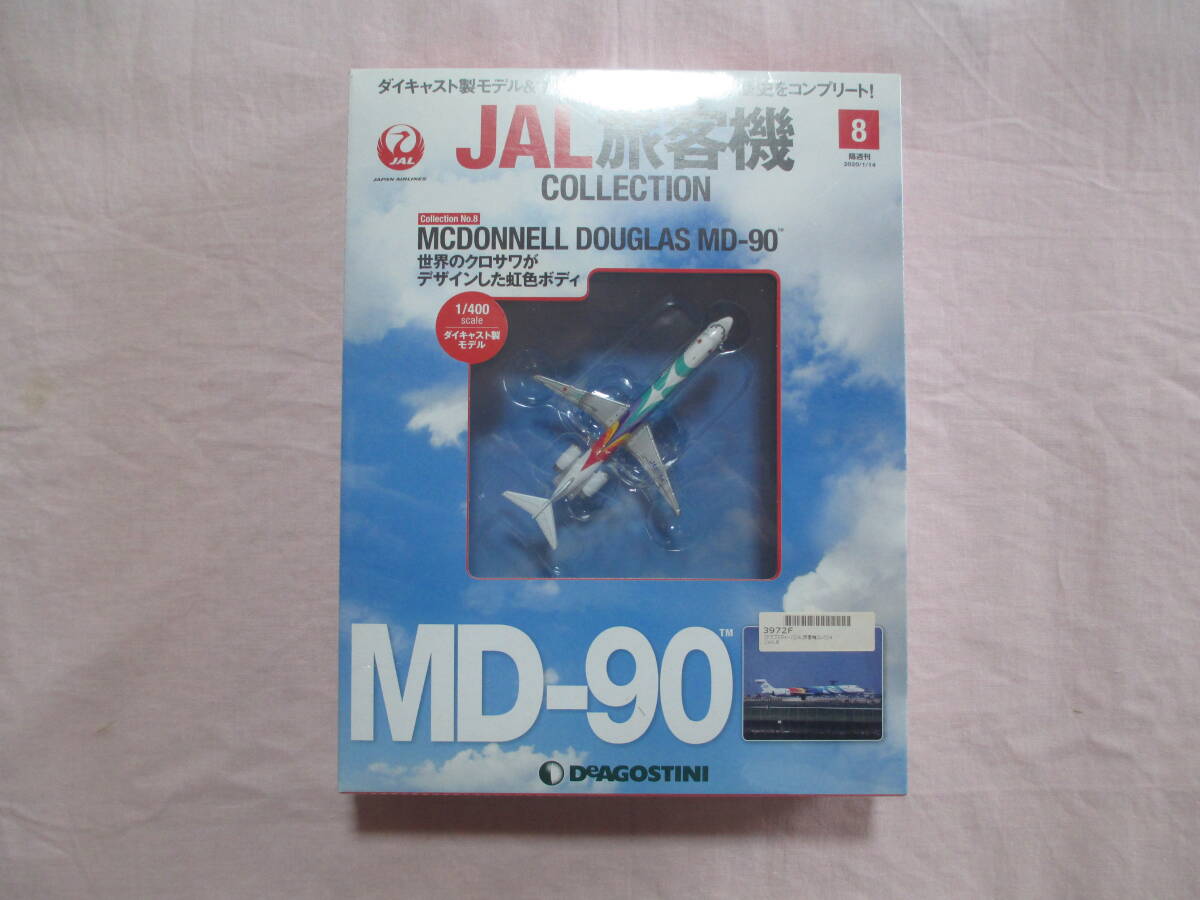 ダイキャスト製モデル& 史をコンプリート!
JAL旅客機
COLLECTION
JAL
JAPAN AIRLINES
8
隔週刊
2020/1/14
Collection No.8
MCDONNELL DOUGLAS MD-90™
世界のクロサワが
デザインした虹色ボディ
1/400
scale
ダイキャスト製
モデル
MD-90™
3972F
DeAGOSTINI